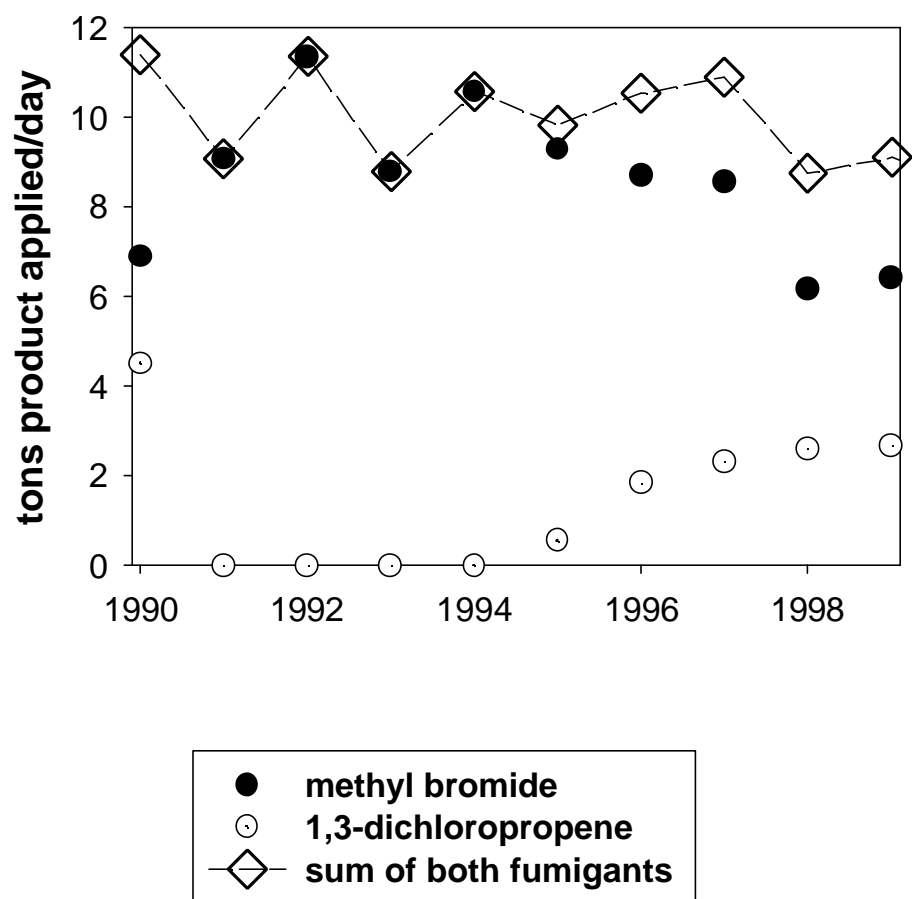 tons product applied/day
12
10
8
6
4
2
0
1990 1992 1994 1996 1998
methyl bromide
1,3-dichloropropene
sum of both fumigants